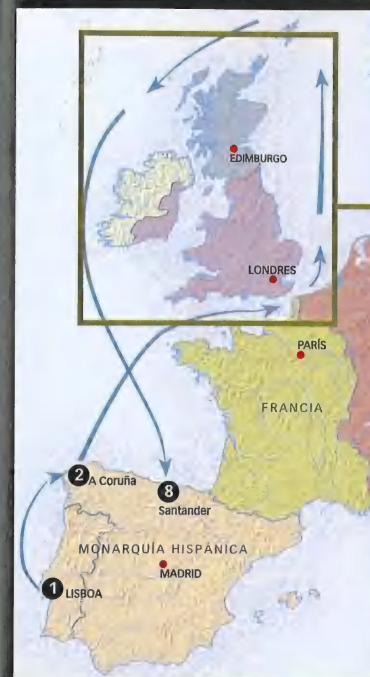 EDIMBURGO
LONDRES
PARÍS
FRANCIA
2 A Coruña
8
Santander
MONARQUÍA HISPÁNICA
MADRID
1 LISBOA